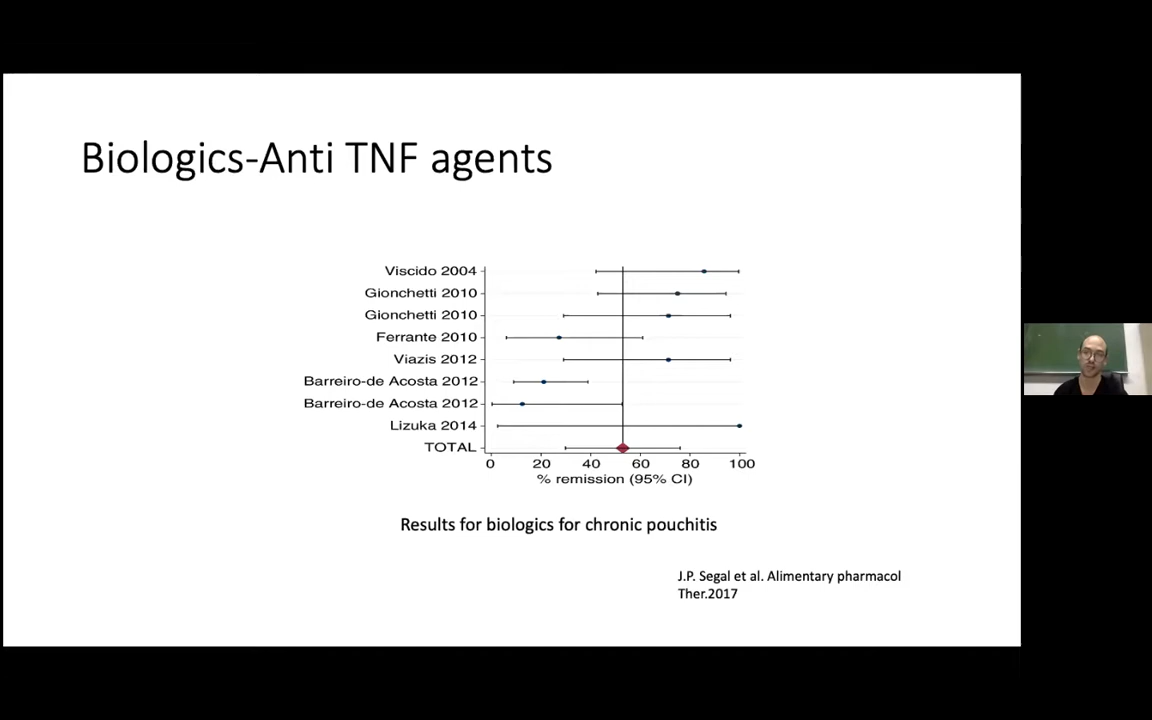 Biologics-Anti TNF agents
Viscido 2004
Gionchetti 2010
Gionchetti 2010
Ferrante 2010
Viazis 2012
Barreiro-de Acosta 2012
Barreiro-de Acosta 2012
Lizuka 2014
TOTAL
0 20 40 60 80 100
% remission (95% CI)
Results for biologics for chronic pouchitis
J.P. Segal et al. Alimentary pharmacol
Ther.2017